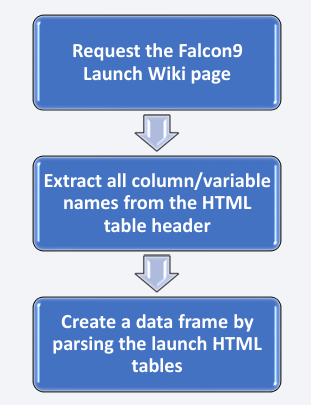 Request the Falcon9
Launch Wiki page
Extract all column/variable
names from the HTML
table header
Create a data frame by
parsing the launch HTML
tables